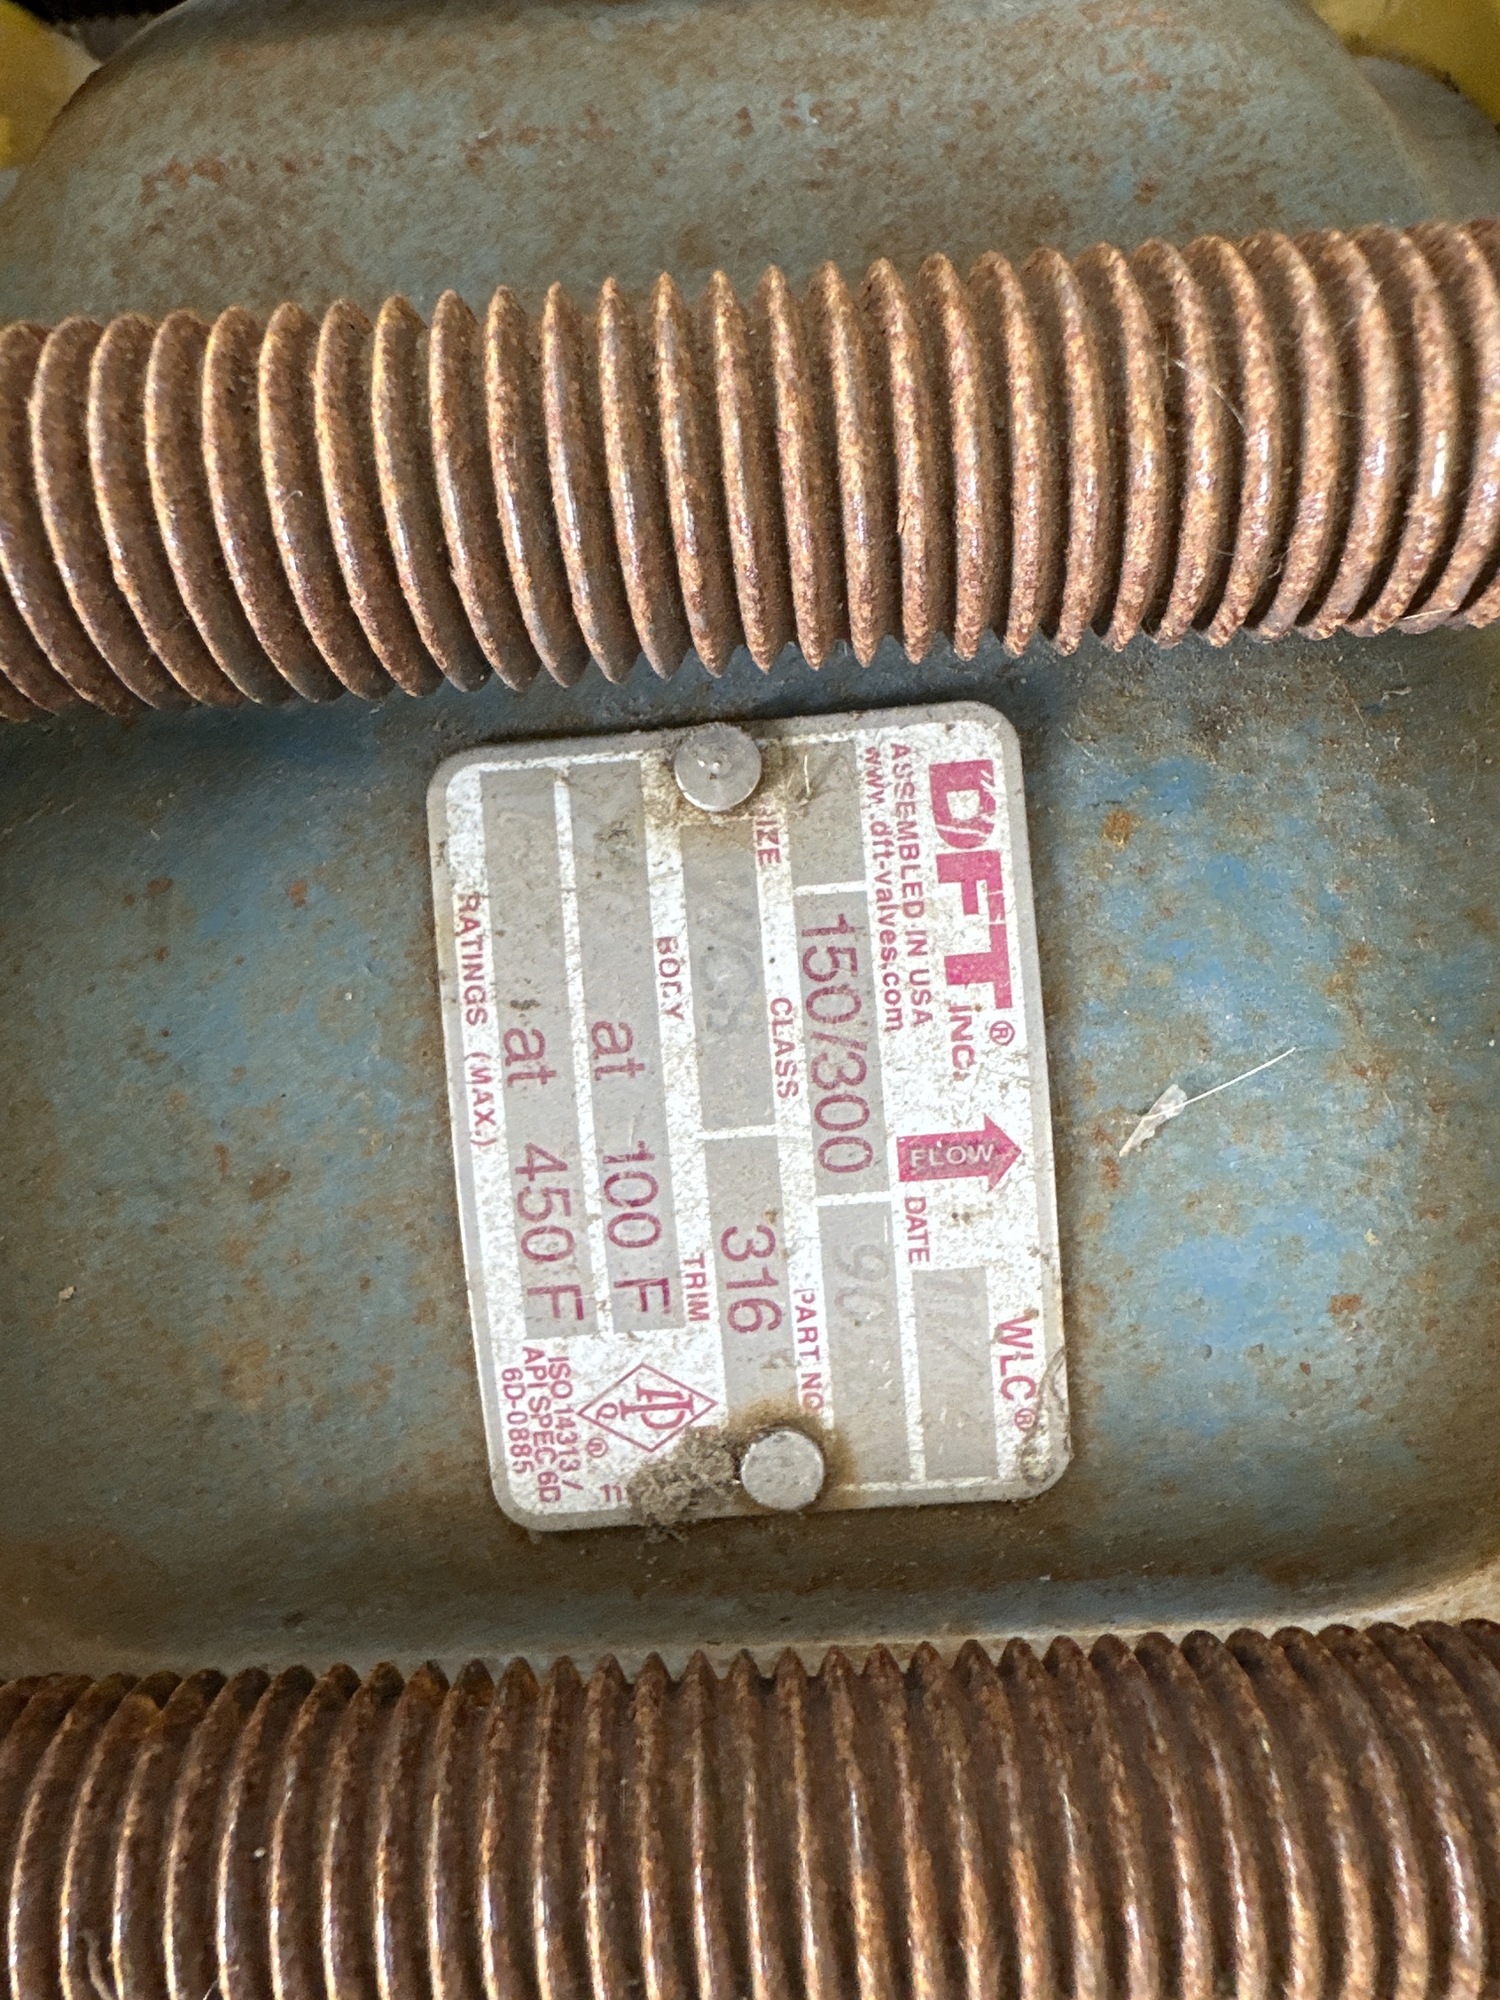 DFT® INC. FLOW WLC®
ASSEMBLED IN USA DATE
www.dft-valves.com
150/300
SIZE CLASS PART NO
316
BODY TRIM
at 100 F
at 450 F
RATINGS (MAX.)
ISO 14313 /
API SPEC 6D
6D-0885